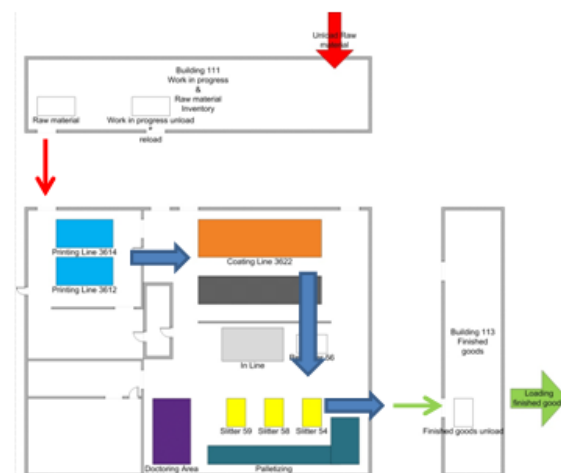 Unload Raw
material
Building 111
Work in progress
&
Raw material
Inventory
Raw material
Work in progress unload
+
reload
Printing Line 3614
Printing Line 3612
Coating Line 3622
In Line
56
Building 113
Finished
goods
Slitter 59
Slitter 58
Slitter 54
Doctoring Area
Palletizing
Finished goods unload
Loading
finished good